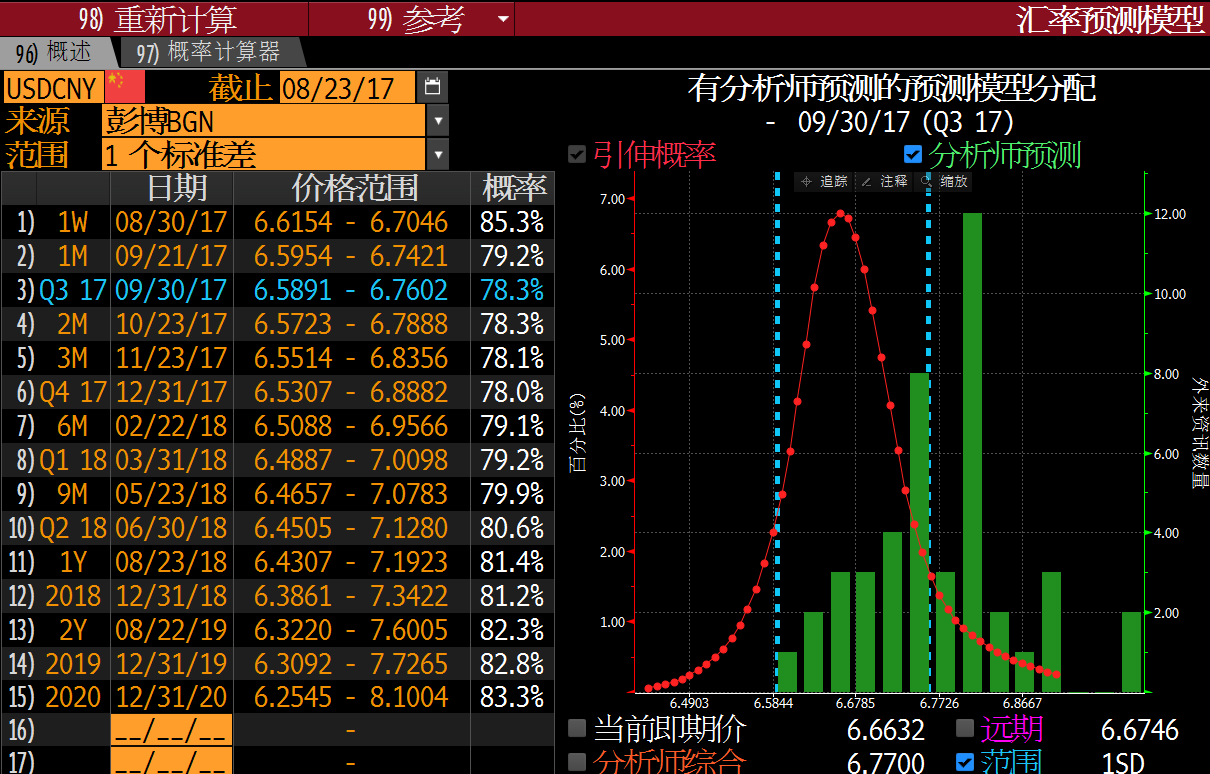 98) 重新计算 99) 参考 汇率预测模型
96) 概述 97) 概率计算器
USDCNY 截止 08/23/17
来源 彭博BGN
范围 1 个标准差
日期 价格范围 概率
1) 1W 08/30/17 6.6154 - 6.7046 85.3%
2) 1M 09/21/17 6.5954 - 6.7421 79.2%
3) Q3 17 09/30/17 6.5891 - 6.7602 78.3%
4) 2M 10/23/17 6.5723 - 6.7888 78.3%
5) 3M 11/23/17 6.5514 - 6.8356 78.1%
6) Q4 17 12/31/17 6.5307 - 6.8882 78.0%
7) 6M 02/22/18 6.5088 - 6.9566 79.1%
8) Q1 18 03/31/18 6.4887 - 7.0098 79.2%
9) 9M 05/23/18 6.4657 - 7.0783 79.9%
10) Q2 18 06/30/18 6.4505 - 7.1280 80.6%
11) 1Y 08/23/18 6.4307 - 7.1923 81.4%
12) 2018 12/31/18 6.3861 - 7.3422 81.2%
13) 2Y 08/22/19 6.3220 - 7.6005 82.3%
14) 2019 12/31/19 6.3092 - 7.7265 82.8%
15) 2020 12/31/20 6.2545 - 8.1004 83.3%
16) __/__/__ -
17) __/__/__ -
有分析师预测的预测模型分配
- 09/30/17 (Q3 17)
引伸概率 分析师预测
追踪 注释 缩放
7.00
6.00
5.00
4.00
3.00
2.00
1.00
百分比(%)
12.00
10.00
8.00
6.00
4.00
2.00
外来资讯数量
6.4903 6.5844 6.6785 6.7726 6.8667
当前即期价 6.6632 远期 6.6746
分析师综合 6.7700 范围 1SD